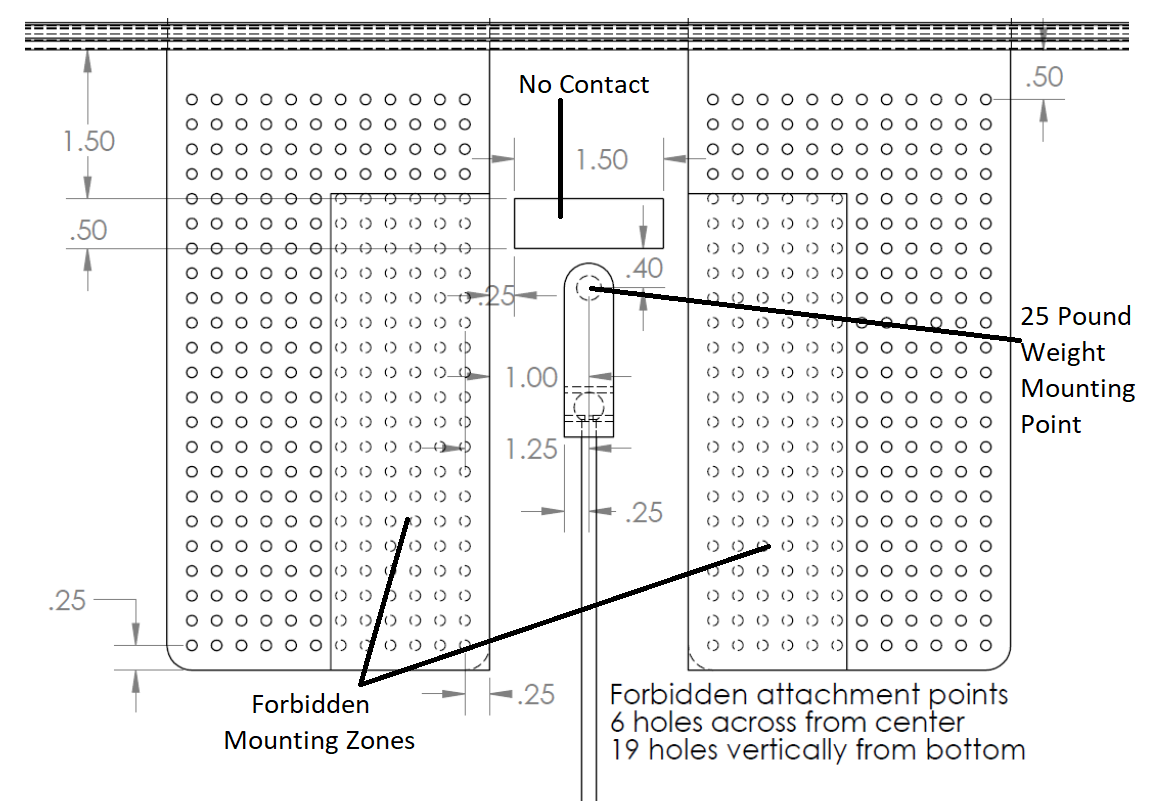 .50
No Contact
1.50
1.50
.50
.40
.25
25 Pound
Weight
Mounting
Point
1.00
1.25
.25
.25
.25
Forbidden
Mounting Zones
Forbidden attachment points
6 holes across from center
19 holes vertically from bottom